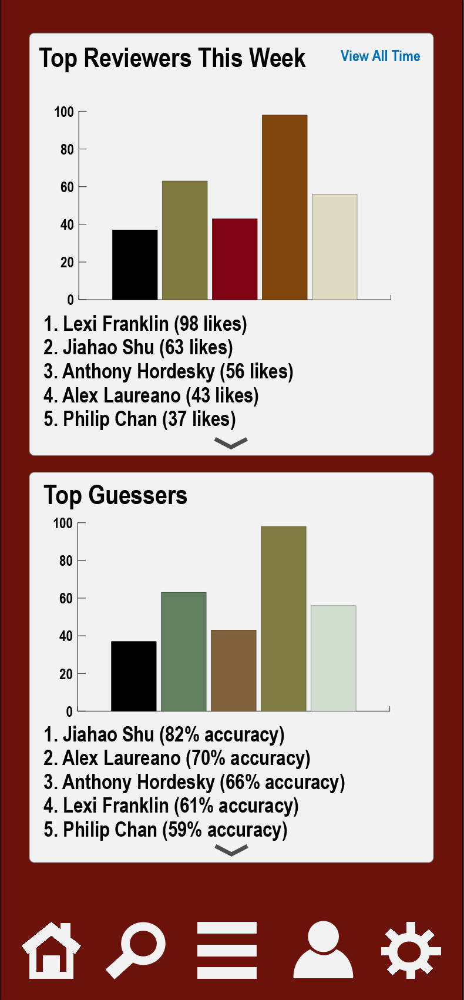 Top Reviewers This Week
View All Time
100
80
60
40
20
0
1. Lexi Franklin (98 likes)
2. Jiahao Shu (63 likes)
3. Anthony Hordesky (56 likes)
4. Alex Laureano (43 likes)
5. Philip Chan (37 likes)
Top Guessers
100
80
60
40
20
0
1. Jiahao Shu (82% accuracy)
2. Alex Laureano (70% accuracy)
3. Anthony Hordesky (66% accuracy)
4. Lexi Franklin (61% accuracy)
5. Philip Chan (59% accuracy)